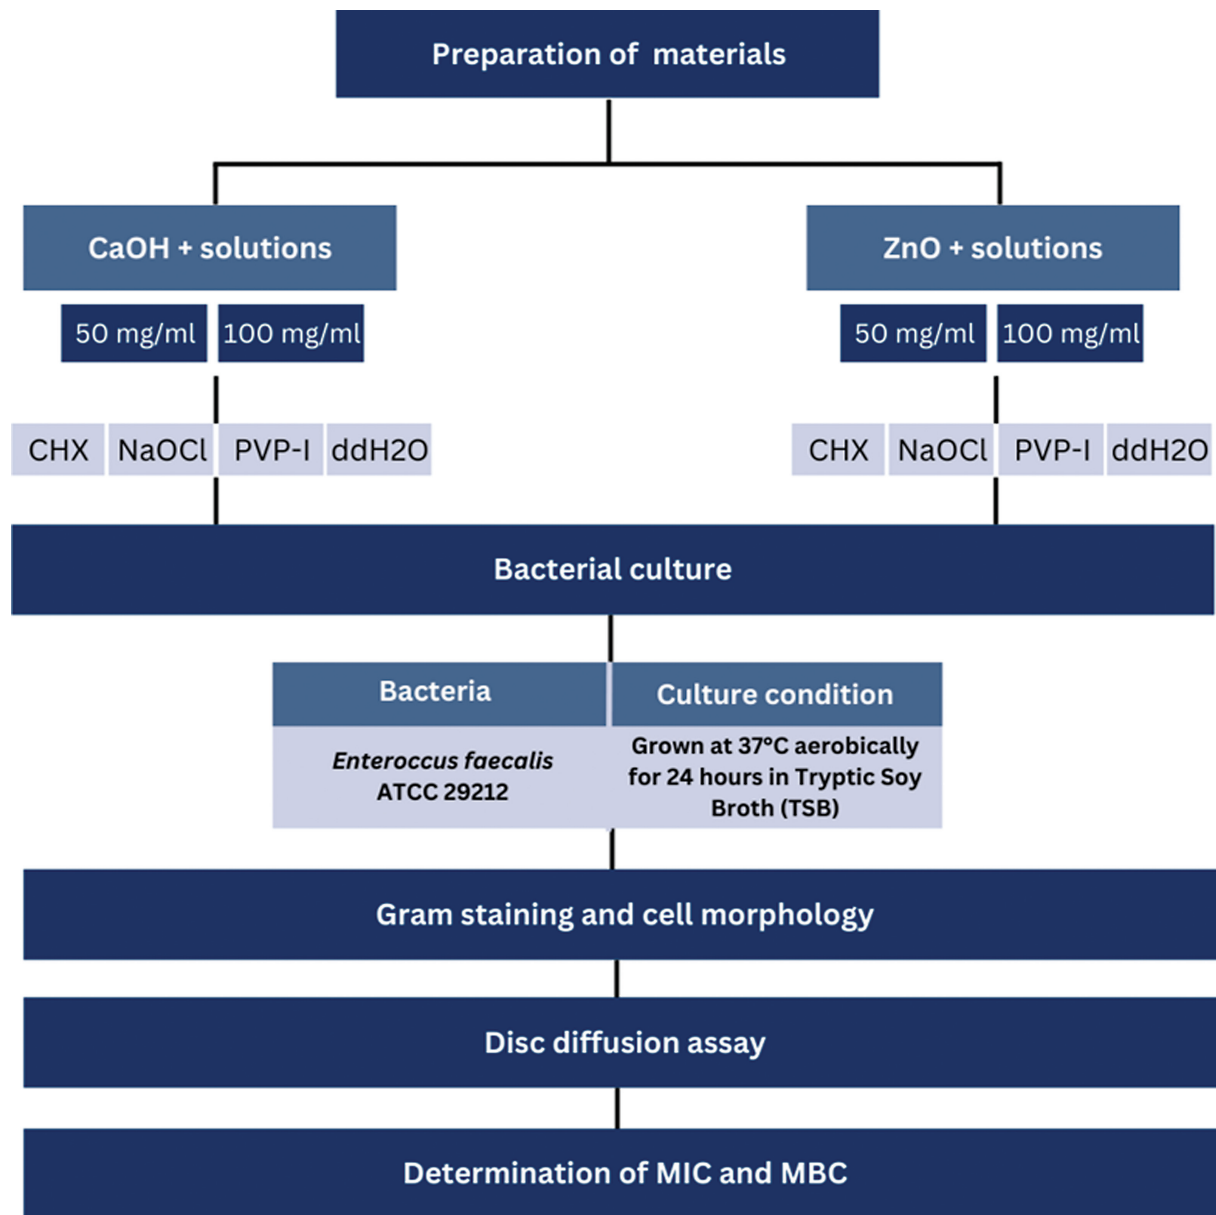 Preparation of materials
CaOH + solutions
ZnO + solutions
50 mg/ml
100 mg/ml
50 mg/ml
100 mg/ml
CHX
NaOCl
PVP-I
ddH2O
CHX
NaOCl
PVP-I
ddH2O
Bacterial culture
Bacteria
Culture condition
Enteroccus faecalis
ATCC 29212
Grown at 37°C aerobically
for 24 hours in Tryptic Soy
Broth (TSB)
Gram staining and cell morphology
Disc diffusion assay
Determination of MIC and MBC